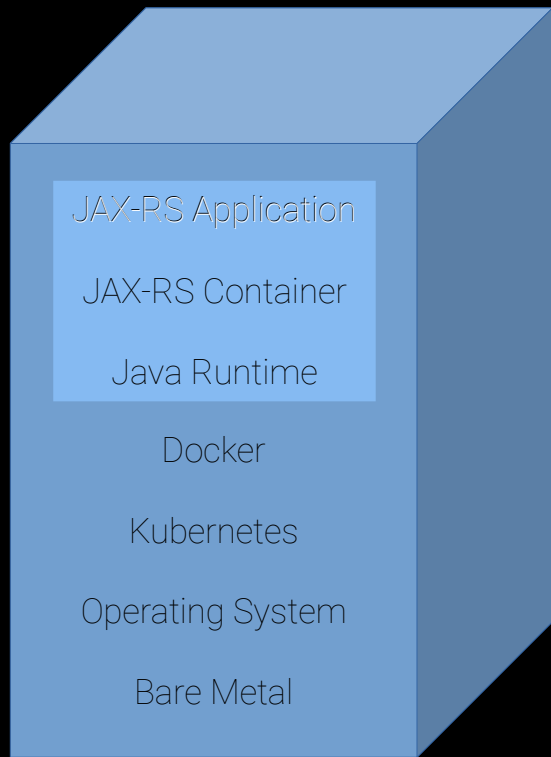 JAX-RS Application
JAX-RS Container
Java Runtime
Docker
Kubernetes
Operating System
Bare Metal